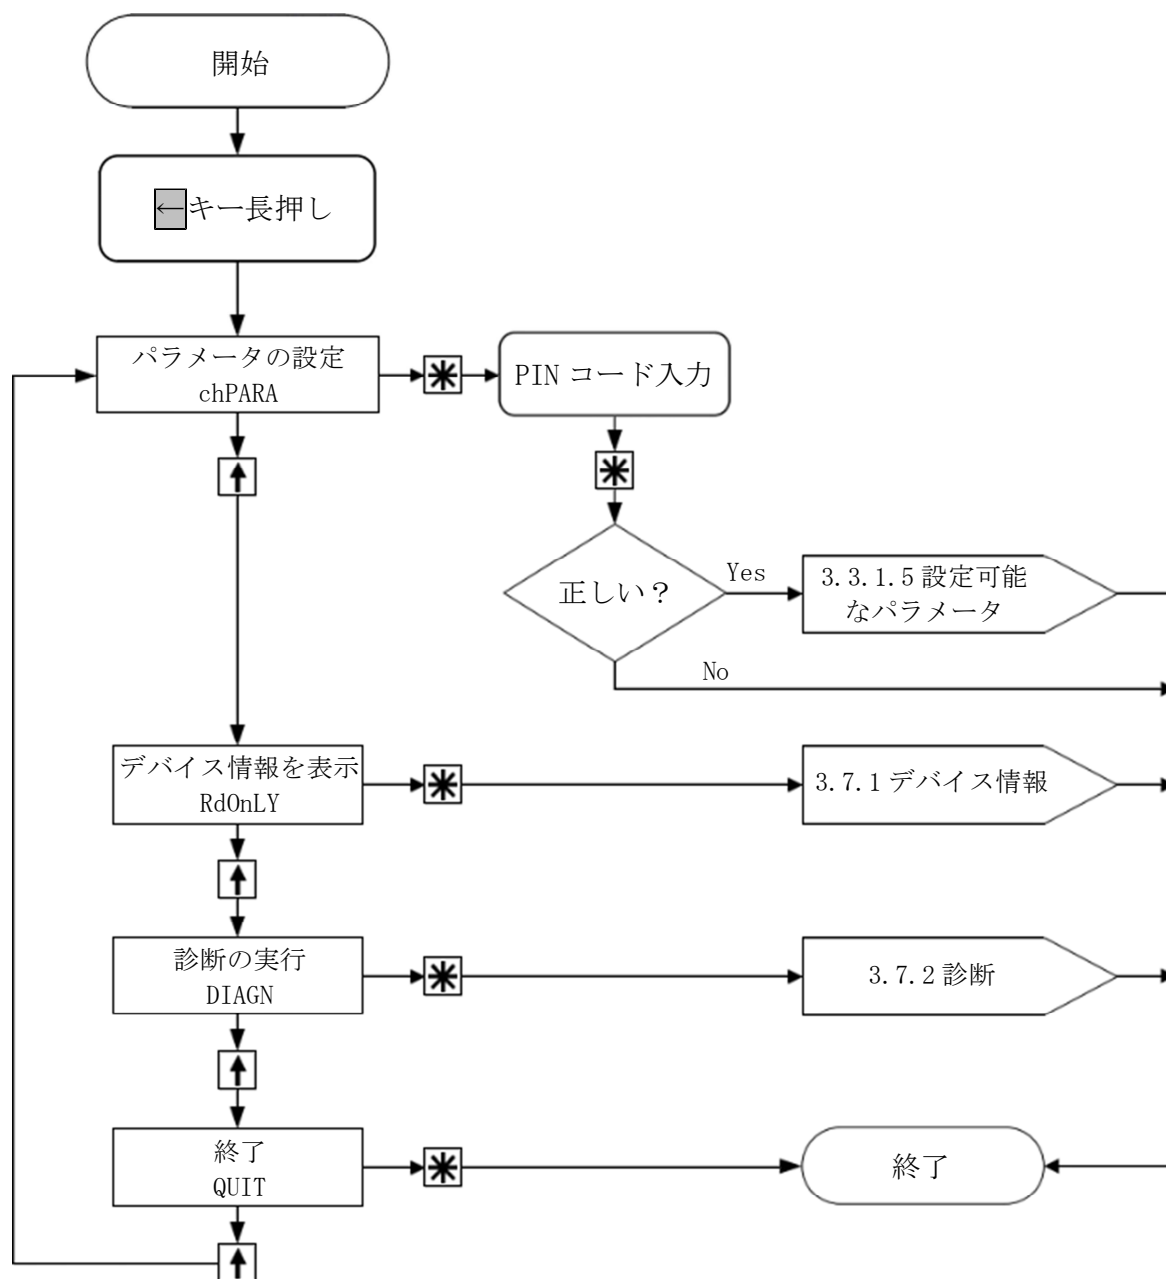 開始
←キー長押し
パラメータの設定
chPARA
PIN コード入力
正しい？
Yes
3.3.1.5 設定可能
なパラメータ
No
デバイス情報を表示
RdOnLY
3.7.1 デバイス情報
診断の実行
DIAGN
3.7.2 診断
終了
QUIT
終了